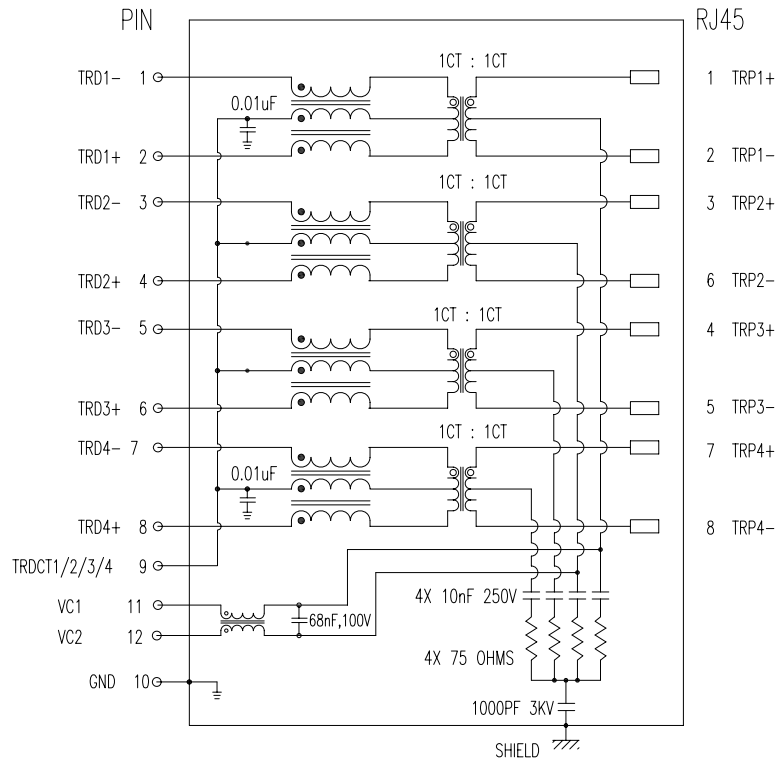 PIN RJ45
1CT : 1CT
TRD1- 1 1 TRP1+
0.01uF
TRD1+ 2 2 TRP1-
1CT : 1CT
TRD2- 3 3 TRP2+
TRD2+ 4 6 TRP2-
1CT : 1CT
TRD3- 5 4 TRP3+
TRD3+ 6 5 TRP3-
1CT : 1CT
TRD4- 7 7 TRP4+
0.01uF
TRD4+ 8 8 TRP4-
TRDCT1/2/3/4 9
4X 10nF 250V
VC1 11
68nF,100V
VC2 12
4X 75 OHMS
GND 10
1000PF 3KV
SHIELD